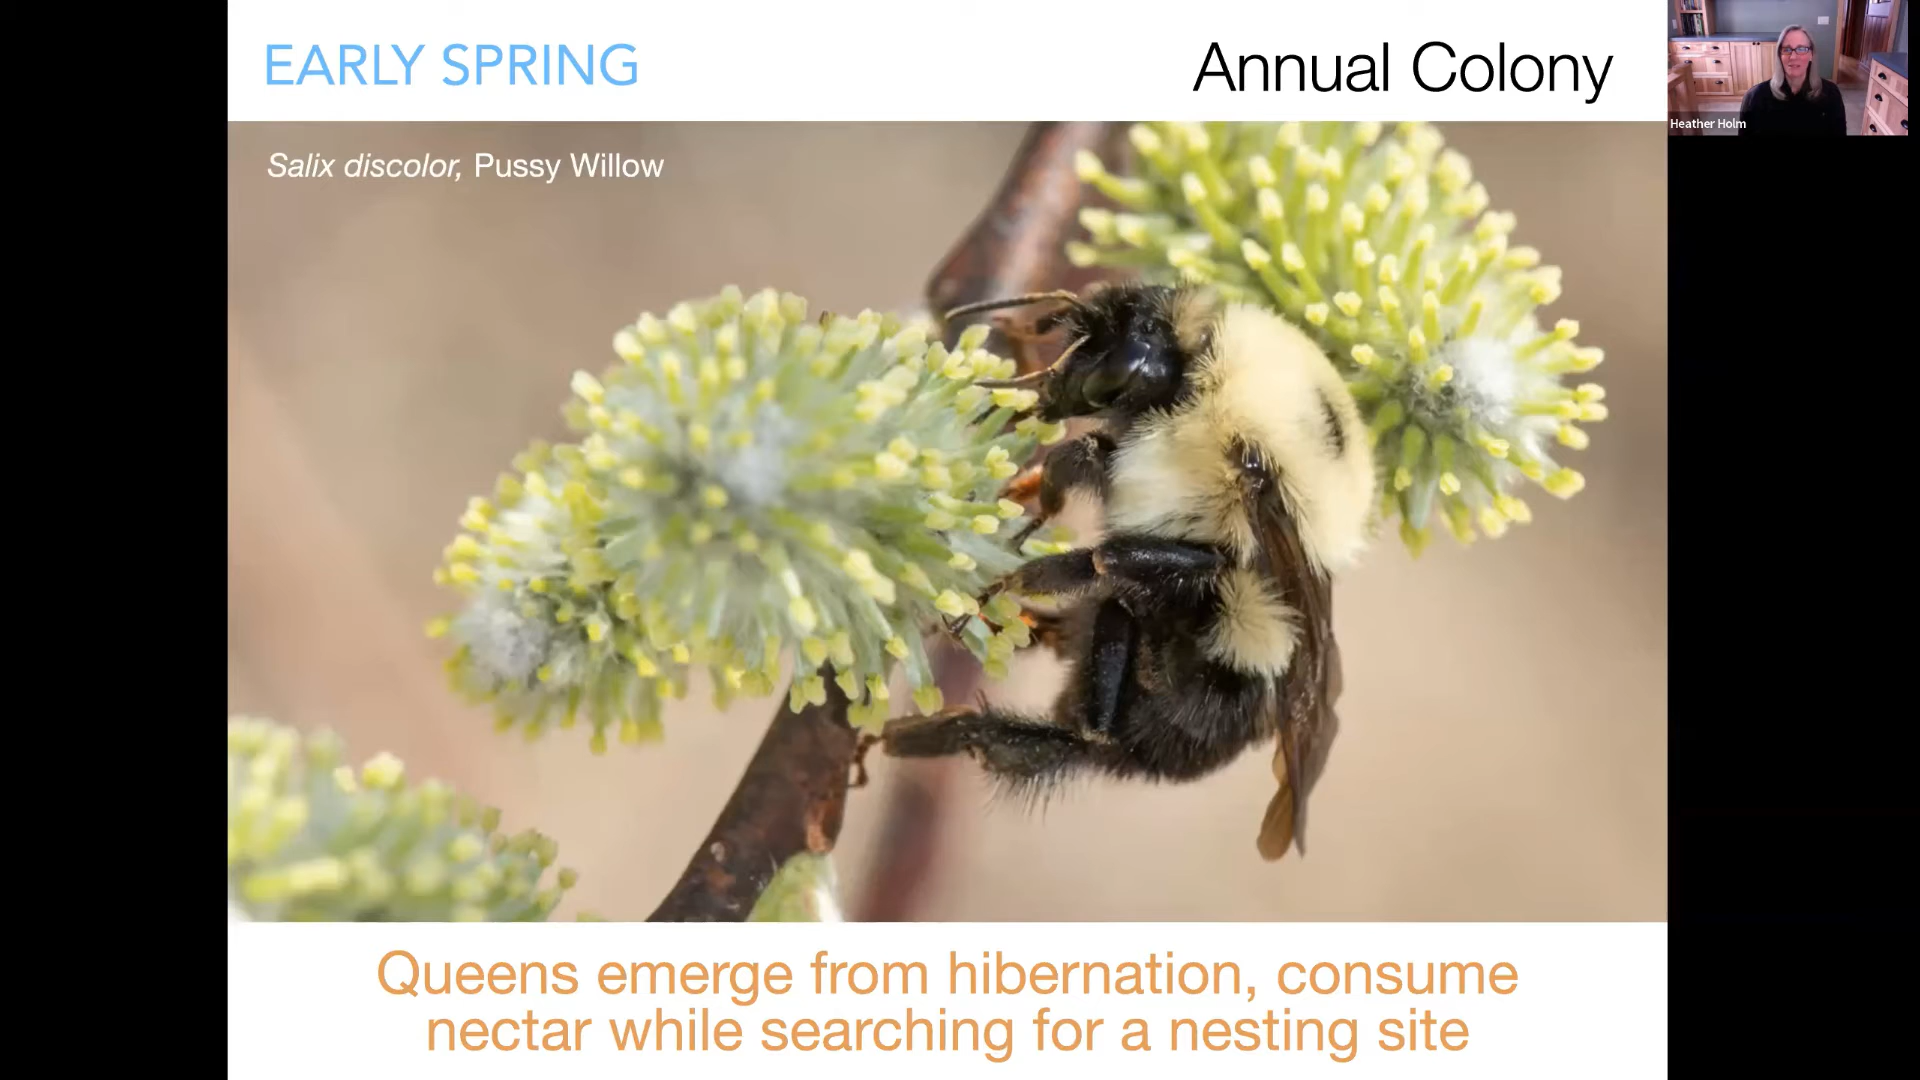 EARLY SPRING
Annual Colony
Heather Holm
Salix discolor, Pussy Willow
Queens emerge from hibernation, consume
nectar while searching for a nesting site